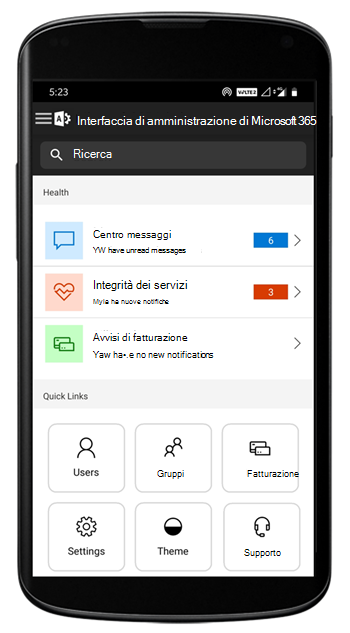 5:23
VoLTE2 4G
Interfaccia di amministrazione di Microsoft 365
Ricerca
Health
Centro messaggi
YW have unread messages
6
Integrità dei servizi
Myla ha nuove notifiche
3
Avvisi di fatturazione
Yaw ha•.e no new notifications
Quick Links
Users
Gruppi
Fatturazione
Settings
Theme
Supporto